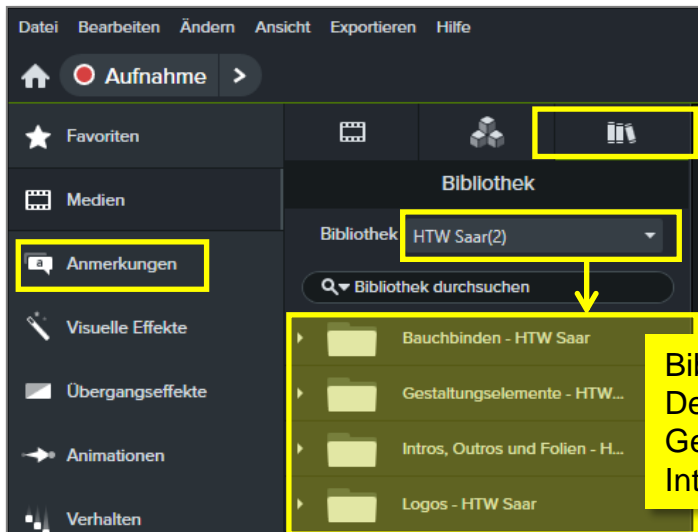 Datei Bearbeiten Ändern Ansicht Exportieren Hilfe
Aufnahme
Favoriten
Medien
Anmerkungen
Visuelle Effekte
Übergangseffekte
Animationen
Verhalten
Bibliothek
Bibliothek HTW Saar(2)
Bibliothek durchsuchen
Bauchbinden - HTW Saar
Gestaltungselemente - HTW...
Intros, Outros und Folien - H...
Logos - HTW Saar